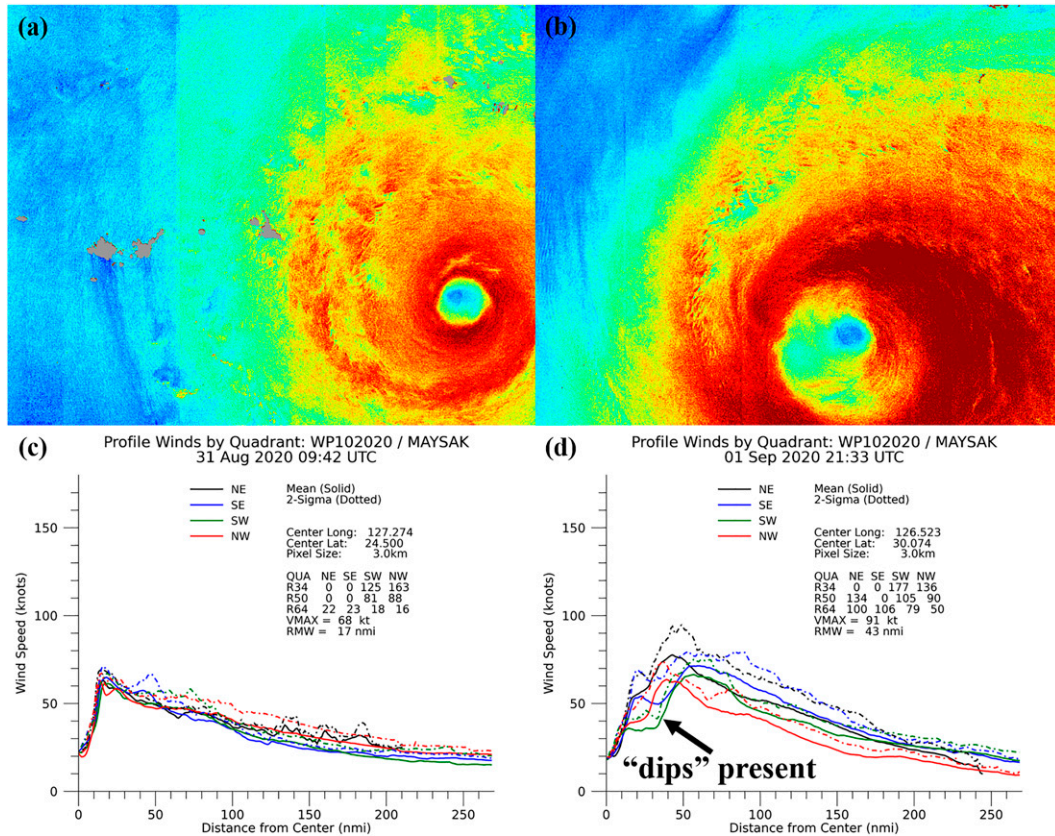 (a)
(b)
(c)
Profile Winds by Quadrant: WP102020 / MAYSAK
31 Aug 2020 09:42 UTC
NE
SE
SW
NW
Mean (Solid)
2-Sigma (Dotted)
Center Long: 127.274
Center Lat: 24.500
Pixel Size: 3.0km
QUA NE SE SW NW
R34 0 0 125 163
R50 0 0 81 88
R64 22 23 18 16
VMAX = 68 kt
RMW = 17 nmi
Wind Speed (knots)
150
100
50
0
0 50 100 150 200 250
Distance from Center (nmi)
(d)
Profile Winds by Quadrant: WP102020 / MAYSAK
01 Sep 2020 21:33 UTC
NE
SE
SW
NW
Mean (Solid)
2-Sigma (Dotted)
Center Long: 126.523
Center Lat: 30.074
Pixel Size: 3.0km
QUA NE SE SW NW
R34 0 0 177 136
R50 134 0 105 90
R64 100 106 79 50
VMAX = 91 kt
RMW = 43 nmi
Wind Speed (knots)
150
100
50
0
"dips" present
0 50 100 150 200 250
Distance from Center (nmi)